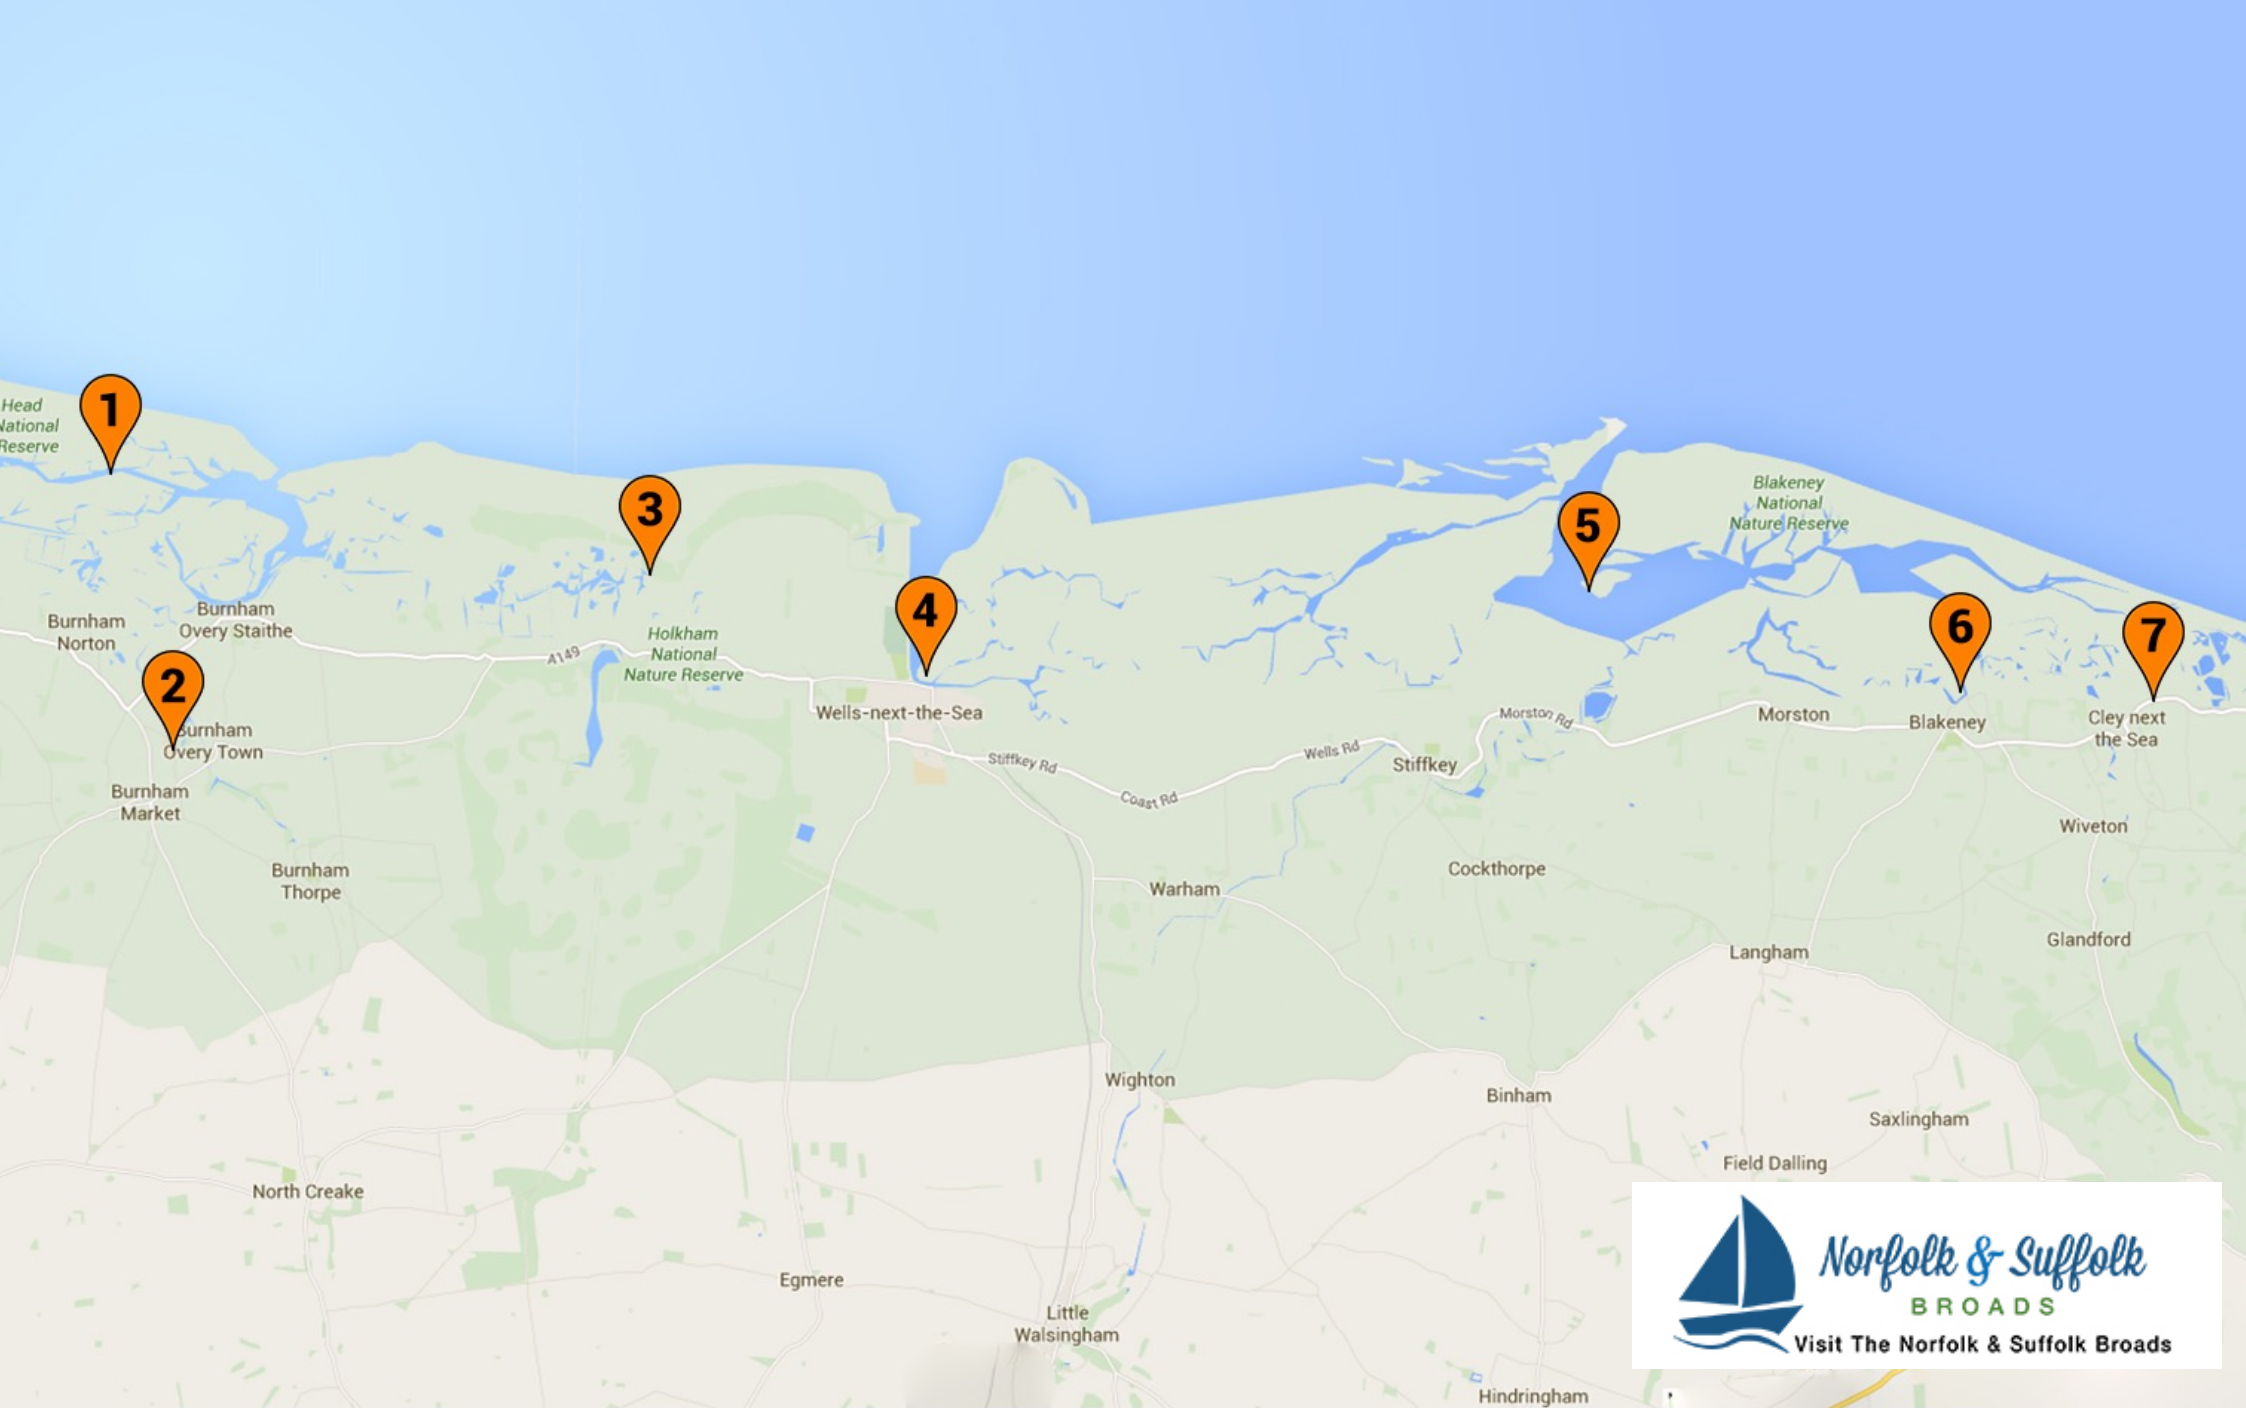 1
Head
National
Reserve
3
Blakeney
National
Nature Reserve
5
4
6
7
Burnham
Norton
Burnham
Overy Staithe
A149
Holkham
National
Nature Reserve
2
Burnham
Overy Town
Burnham
Market
Burnham
Thorpe
Wells-next-the-Sea
Stiffkey Rd
Coast Rd
Wells Rd
Stiffkey
Morston Rd
Morston
Blakeney
Cley next
the Sea
Wiveton
Cockthorpe
Warham
Glandford
Langham
Wighton
Binham
Saxlingham
Field Dalling
North Creake
Egmere
Little
Walsingham
Hindringham
Norfolk & Suffolk
BROADS
Visit The Norfolk & Suffolk Broads